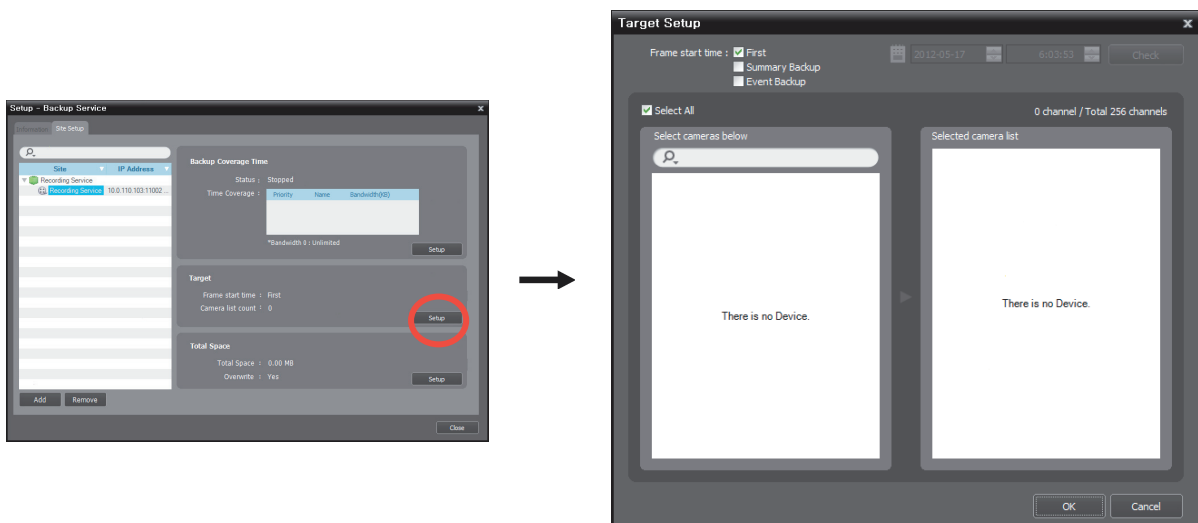 Setup - Backup Service
x
Information
Site Setup
Site
IP Address
Recording Service
Recording Service
10.0.110.103:11002 ...
Backup Coverage Time
Status :
Stopped
Time Coverage :
Priority
Name
Bandwidth(KB)
*Bandwidth 0 : Unlimited
Setup
Target
Frame start time :
First
Camera list count :
0
Setup
Total Space
Total Space :
0.00 MB
Overwrite :
Yes
Setup
Add
Remove
Close
Target Setup
x
Frame start time :
First
2012-05-17
6:03:53
Check
Summary Backup
Event Backup
Select All
0 channel / Total 256 channels
Select cameras below
Selected camera list
There is no Device.
There is no Device.
OK
Cancel